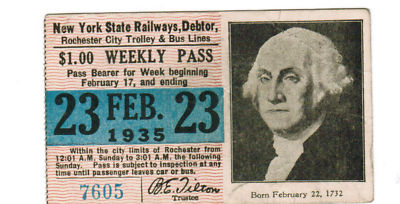 New York State Railways, Debtor,
Rochester City Trolley & Bus Lines
$1.00 WEEKLY PASS
Pass Bearer for Week beginning
February 17, and ending
23 FEB. 23
1935
Within the city limits of Rochester from
12:01 A.M. Sunday to 3:01 A.M. the following
Sunday. Pass is subject to inspection at any
time until passenger leaves car or bus.
7605
B.E. Tilton
Trustee
Born February 22, 1732